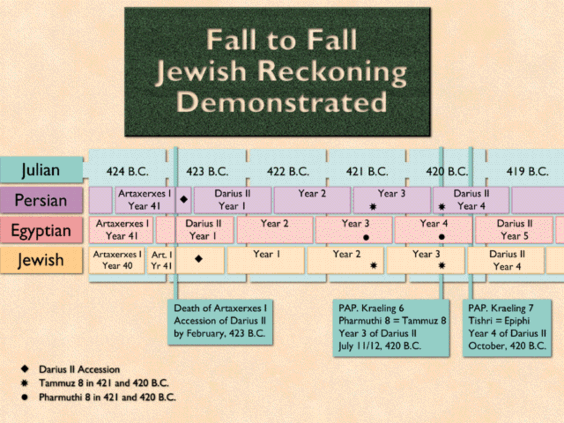 Fall to Fall
Jewish Reckoning
Demonstrated
Julian
424 B.C. 423 B.C. 422 B.C. 421 B.C. 420 B.C. 419 B.C.
Persian
Artaxerxes I
Year 41
Darius II
Year 1
Year 2
Year 3
Darius II
Year 4
Egyptian
Artaxerxes I
Year 41
Darius II
Year 1
Year 2
Year 3
Year 4
Darius II
Year 5
Jewish
Artaxerxes I
Year 40
Art. I
Yr 41
Year 1
Year 2
Year 3
Darius II
Year 4
Death of Artaxerxes I
Accession of Darius II
by February, 423 B.C.
PAP. Kraeling 6
Pharmuthi 8 = Tammuz 8
Year 3 of Darius II
July 11/12, 420 B.C.
PAP. Kraeling 7
Tishri = Epiphi
Year 4 of Darius II
October, 420 B.C.
Darius II Accession
Tammuz 8 in 421 and 420 B.C.
Pharmuthi 8 in 421 and 420 B.C.